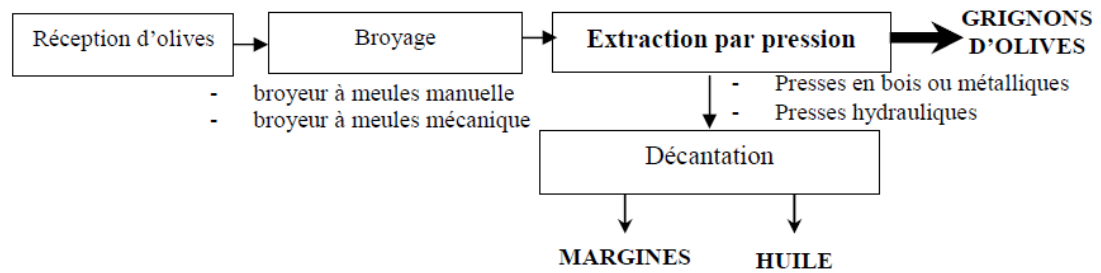 Réception d'olives
Broyage
Extraction par pression
GRIGNONS
D'OLIVES
- broyeur à meules manuelle
- broyeur à meules mécanique
- Presses en bois ou métalliques
- Presses hydrauliques
Décantation
MARGINES
HUILE